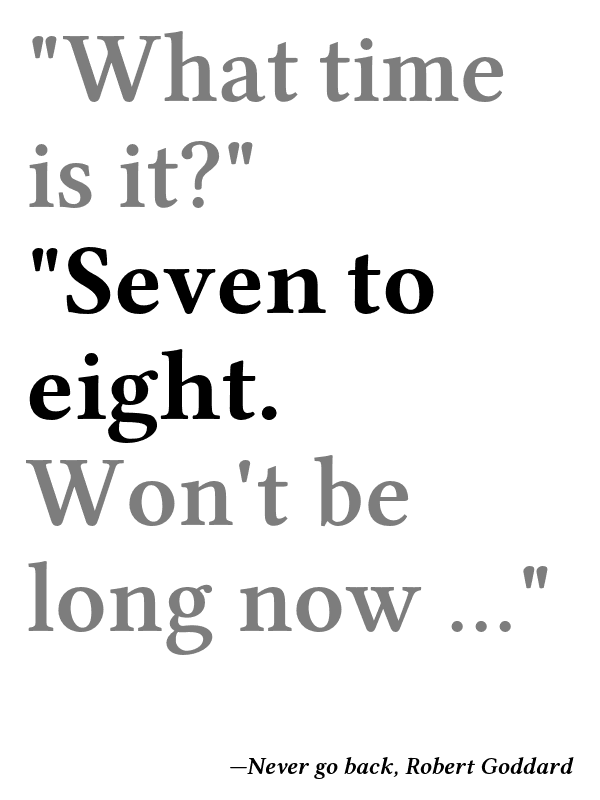 "What time
is it?"
"Seven to
eight.
Won't be
long now ..."
—Never go back, Robert Goddard